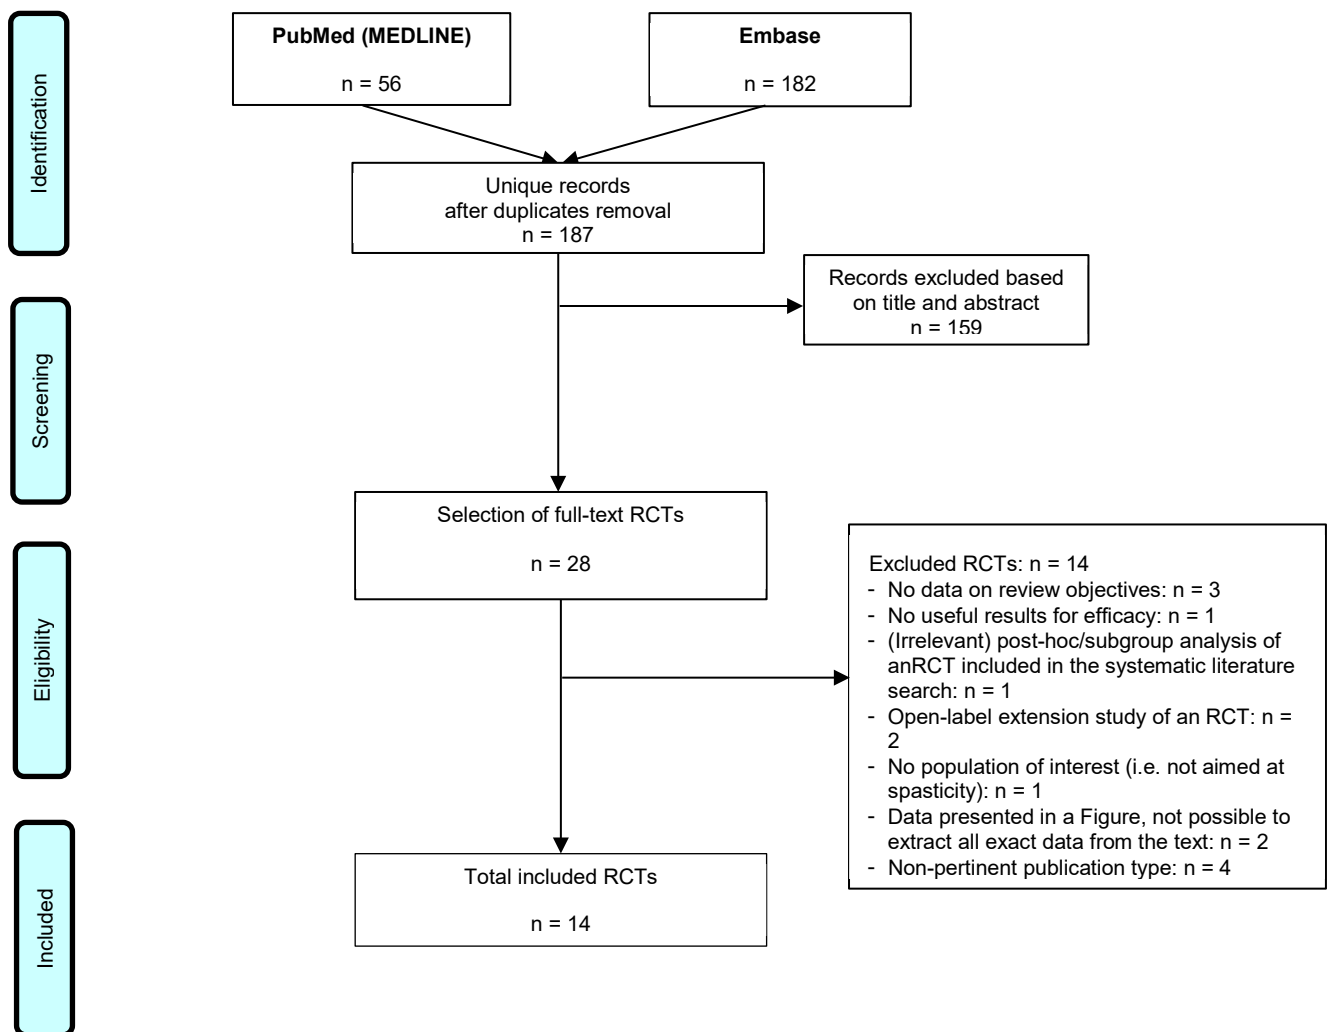 Identification
PubMed (MEDLINE)
n = 56
Embase
n = 182
Unique records
after duplicates removal
n = 187
Records excluded based
on title and abstract
n = 159
Screening
Selection of full-text RCTs
n = 28
Eligibility
Excluded RCTs: n = 14
- No data on review objectives: n = 3
- No useful results for efficacy: n = 1
- (Irrelevant) post-hoc/subgroup analysis of
anRCT included in the systematic literature
search: n = 1
- Open-label extension study of an RCT: n =
2
- No population of interest (i.e. not aimed at
spasticity): n = 1
- Data presented in a Figure, not possible to
extract all exact data from the text: n = 2
- Non-pertinent publication type: n = 4
Included
Total included RCTs
n = 14